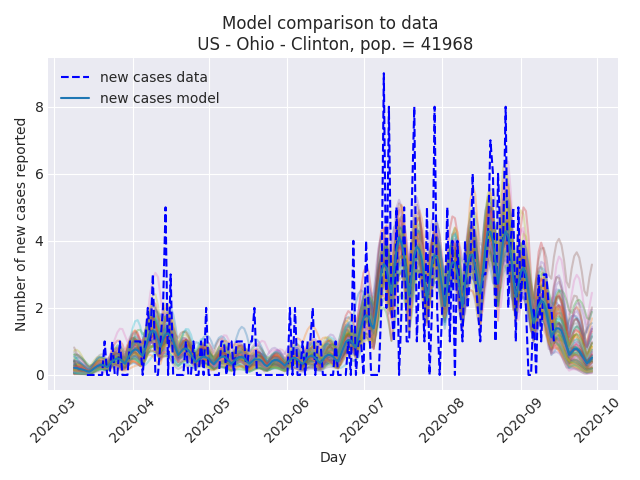 Model comparison to data
US - Ohio - Clinton, pop. = 41968
new cases data
new cases model
Number of new cases reported
8
6
4
2
0
2020-03
2020-04
2020-05
2020-06
2020-07
2020-08
2020-09
2020-10
Day